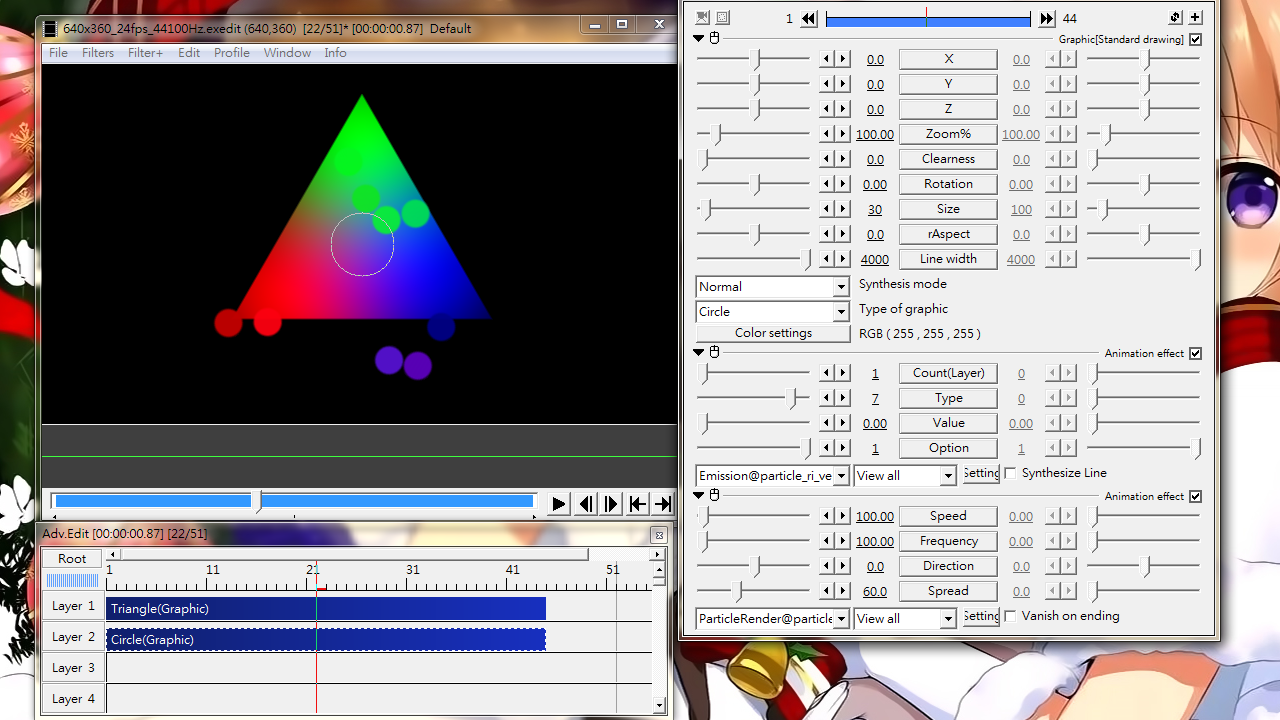 640x360_24fps_44100Hz.exedit (640,360) [22/51]* [00:00:00.87] Default
File Filters Filter+ Edit Profile Window Info
1 44
Graphic[Standard drawing]
0.0 X 0.0
0.0 Y 0.0
0.0 Z 0.0
100.00 Zoom% 100.00
0.0 Clearness 0.0
0.00 Rotation 0.00
30 Size 100
0.0 rAspect 0.0
4000 Line width 4000
Normal Synthesis mode
Circle Type of graphic
Color settings RGB ( 255 , 255 , 255 )
Animation effect
1 Count(Layer) 0
7 Type 0
0.00 Value 0.00
1 Option 1
Emission@particle_ri_ve View all Setting Synthesize Line
Animation effect
100.00 Speed 0.00
100.00 Frequency 0.00
0.0 Direction 0.0
60.0 Spread 0.0
ParticleRender@particle View all Setting Vanish on ending
Adv.Edit [00:00:00.87] [22/51]
Root
1 11 21 31 41 51
Layer 1 Triangle(Graphic)
Layer 2 Circle(Graphic)
Layer 3
Layer 4